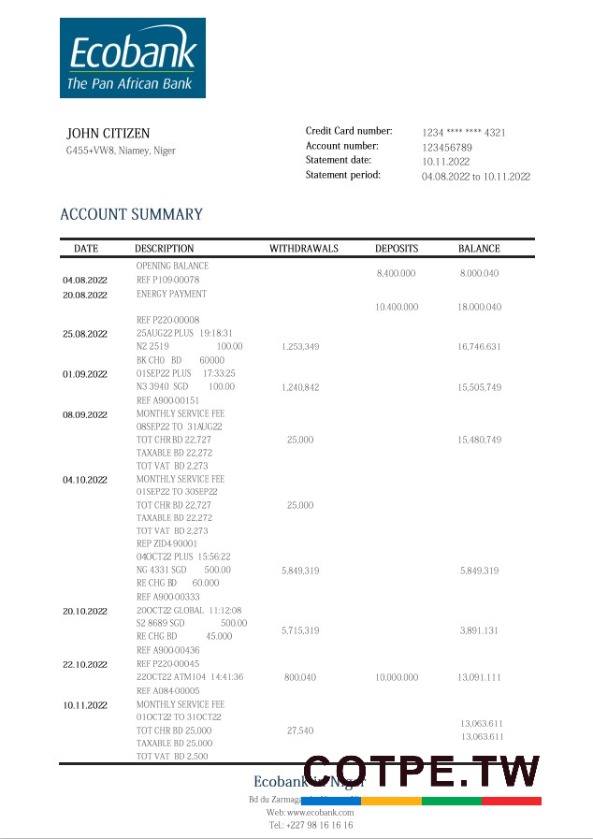 Ecobank
The Pan African Bank
JOHN CITIZEN
G455+VW8, Niamey, Niger
Credit Card number: 1234 **** **** 4321
Account number: 123456789
Statement date: 10.11.2022
Statement period: 04.08.2022 to 10.11.2022
ACCOUNT SUMMARY
DATE DESCRIPTION WITHDRAWALS DEPOSITS BALANCE
OPENING BALANCE
8,400.000 8.000.040
04.08.2022 REF P109-00078
20.08.2022 ENERGY PAYMENT
10.400.000 18.000.040
REF P220-00008
25.08.2022 25AUG22 PLUS 19:18:31
N2 2519 100.00 1,253,349 16,746.631
BK CH0 BD 60000
01.09.2022 01SEP22 PLUS 17:33:25
N3 3940 SGD 100.00 1,240,842 15,505,749
REF A900-00151
08.09.2022 MONTHLY SERVICE FEE
08SEP22 TO 31AUG22
TOT CHR BD 22,727 25,000 15,480,749
TAXABLE BD 22,272
TOT VAT BD 2,273
04.10.2022 MONTHLY SERVICE FEE
01SEP22 TO 30SEP22
TOT CHR BD 22,727 25,000
TAXABLE BD 22,272
TOT VAT BD 2,273
REP ZID4-90001
04OCT22 PLUS 15:56:22
NG 4331 SGD 500.00 5,849,319 5,849,319
RE CHG BD 60.000
REF A900-00333
20.10.2022 20OCT22 GLOBAL 11:12:08
S2 8689 SGD 500:00 5,715,319 3,891.131
RE CHG BD 45.000
REF A900-00436
22.10.2022 REF P220-00045
22OCT22 ATM104 14:41:36 800,040 10,000.000 13,091.111
REF A084-00005
10.11.2022 MONTHLY SERVICE FEE
01OCT22 TO 31OCT22 13,063.611
TOT CHR BD 25,000 27.540 13,063.611
TAXABLE BD 25,000
TOT VAT BD 2.500
COTPE.TW
Ecobank in Niger
Bd du
Web: www.ecobank.com
Tel.: +227 98 16 16 16